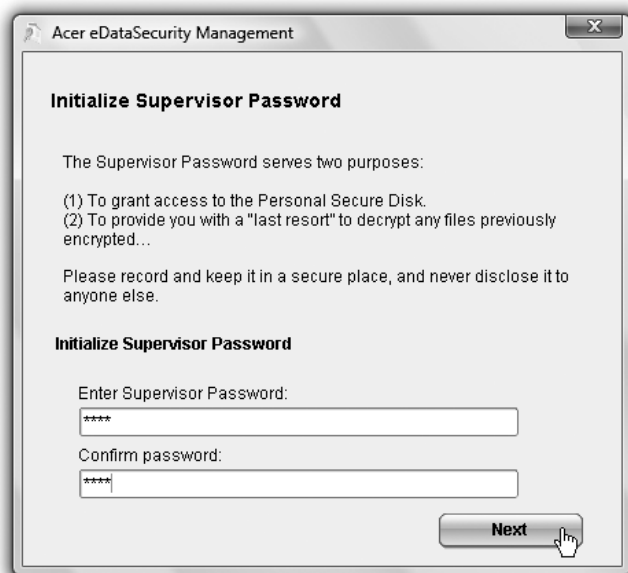 Acer eDataSecurity Management
Initialize Supervisor Password
The Supervisor Password serves two purposes:
(1) To grant access to the Personal Secure Disk.
(2) To provide you with a "last resort" to decrypt any files previously
encrypted...
Please record and keep it in a secure place, and never disclose it to
anyone else.
Initialize Supervisor Password
Enter Supervisor Password:
****
Confirm password:
****
Next